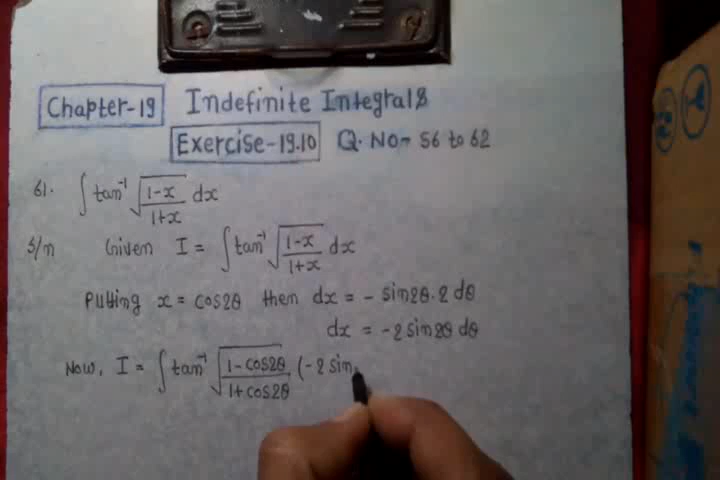 Chapter-19 Indefinite Integrals
Exercise-19.10 Q. NO- 56 to 62
61. ∫ tan⁻¹ √((1-x)/(1+x)) dx
S/n Given I = ∫ tan⁻¹ √((1-x)/(1+x)) dx
Putting x = cos2θ then dx = - sin2θ.2 dθ
dx = -2 sin2θ dθ
Now, I = ∫ tan⁻¹ √((1-cos2θ)/(1+cos2θ)) (-2 sin